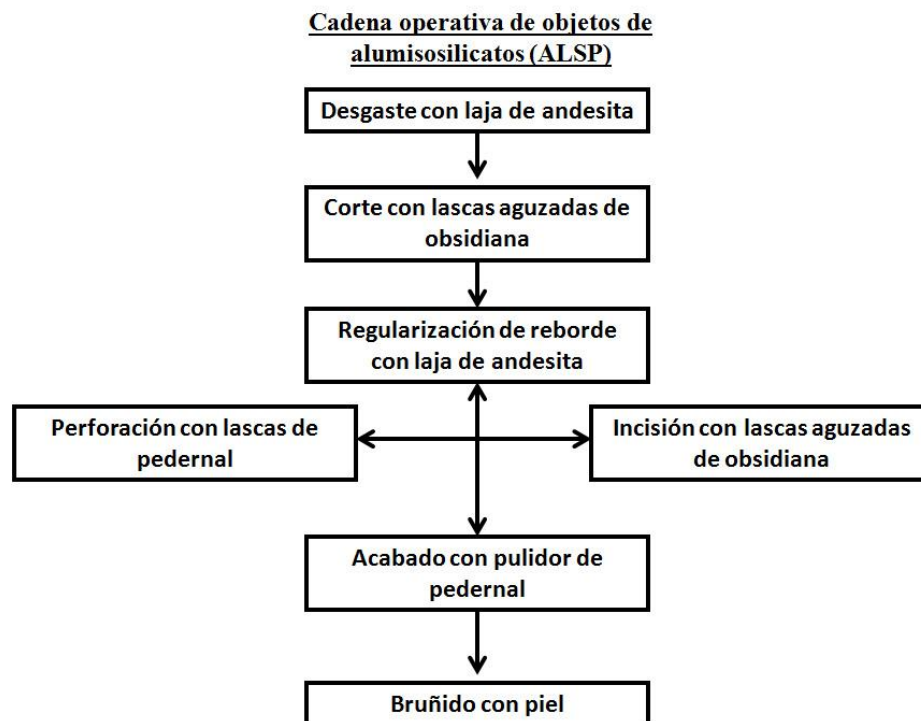 Cadena operativa de objetos de
alumisosilicatos (ALSP)
Desgaste con laja de andesita
Corte con lascas aguzadas de
obsidiana
Regularización de reborde
con laja de andesita
Perforación con lascas de
pedernal
Incisión con lascas aguzadas
de obsidiana
Acabado con pulidor de
pedernal
Bruñido con piel